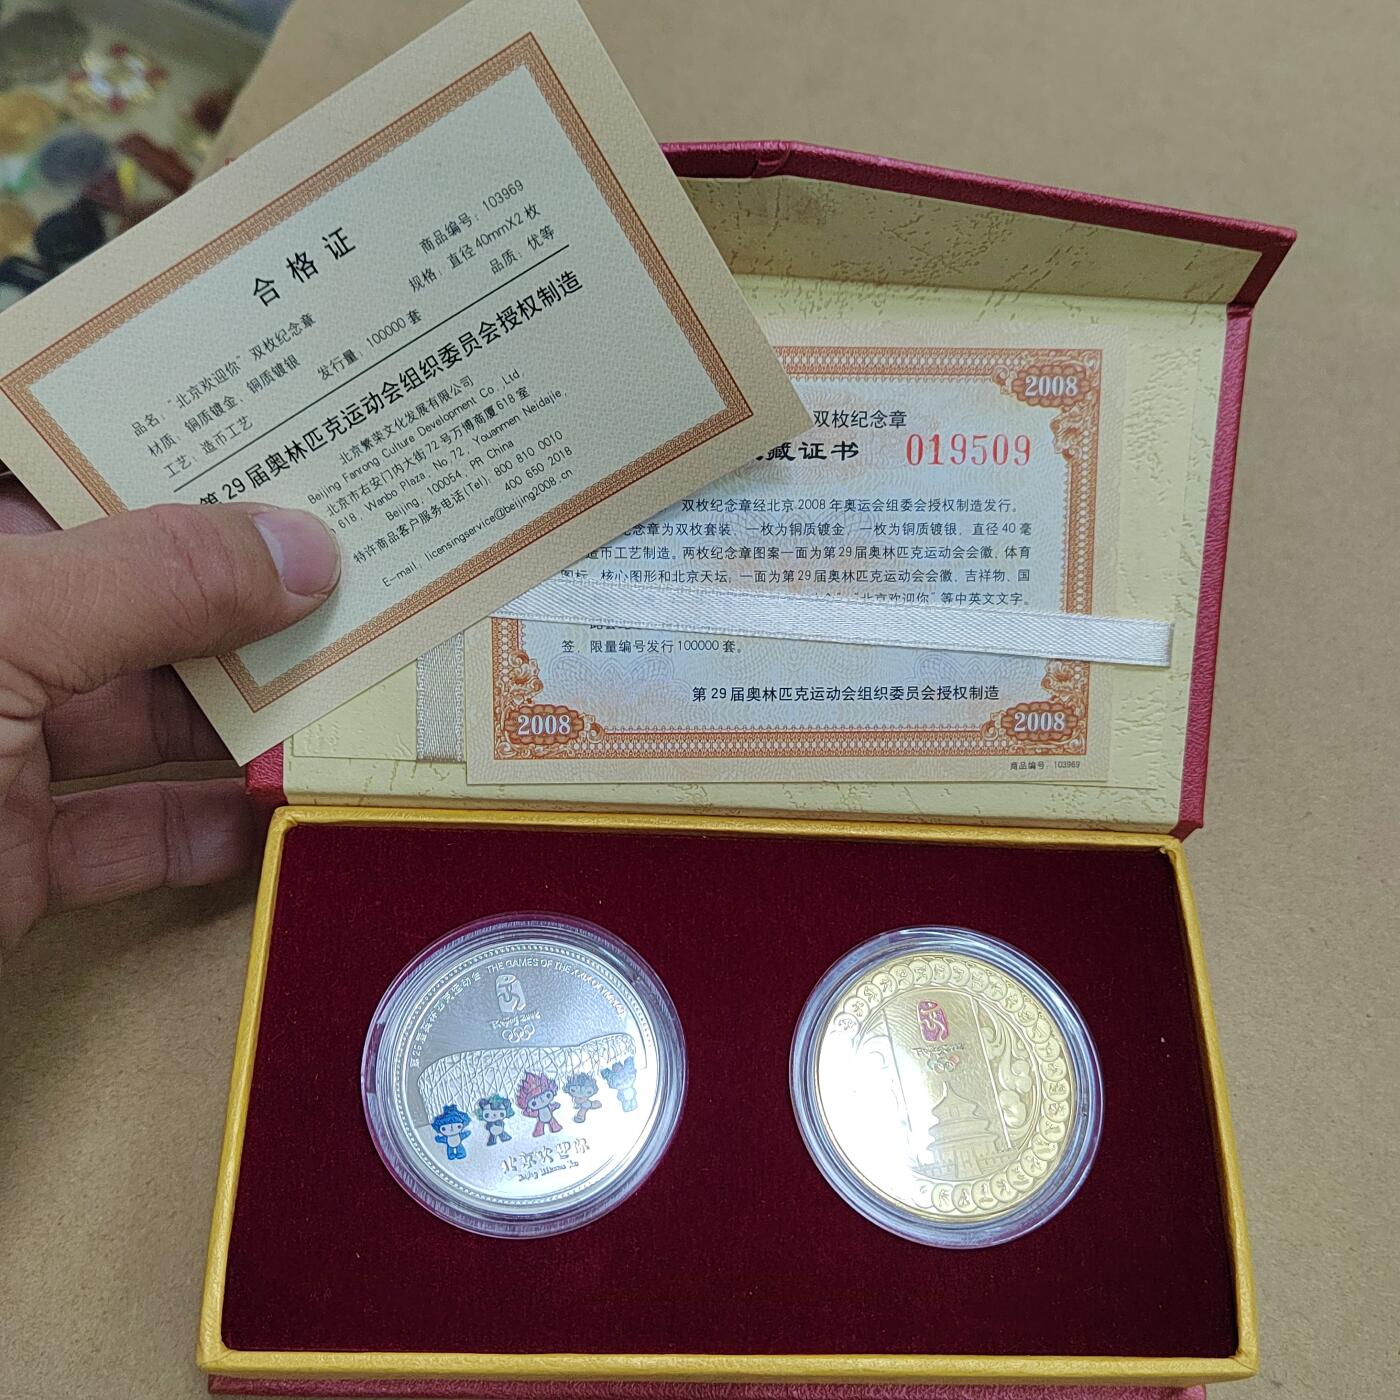 合格证
商品编号：103969
品名：“北京欢迎你”双枚纪念章
规格：直径40mmX2枚
材质：铜质镀金、铜质镀银
品质：优等
工艺：造币工艺
发行量：100000套
第29届奥林匹克运动会组织委员会授权制造
北京繁荣文化发展有限公司
Beijing Fanrong Culture Development Co., Ltd,
北京市右安门内大街72号万博商厦618室
618, Wanbo Plaza, No.72, Youanmen Neidajie,
Beijing, 100054, PR China
特许商品客户服务电话(Tel)：800 810 0010
400 650 2018
E-mail：licensingservice@beijing2008.cn
2008
双枚纪念章
藏证书
019509
双枚纪念章经北京2008年奥运会组委会授权制造发行。
念章为双枚套装，一枚为铜质镀金，一枚为铜质镀银，直径40毫
造币工艺制造。两枚纪念章图案一面为第29届奥林匹克运动会会徽、体育
图标、核心图形和北京天坛，一面为第29届奥林匹克运动会会徽、吉祥物、国
“北京欢迎你”等中英文文字。
签，限量编号发行100000套。
第29届奥林匹克运动会组织委员会授权制造
2008
2008
商品编号：103969
第29届奥林匹克运动会 THE GAMES OF THE XXIX OLYMPIAD
Beijing 2008
北京欢迎你